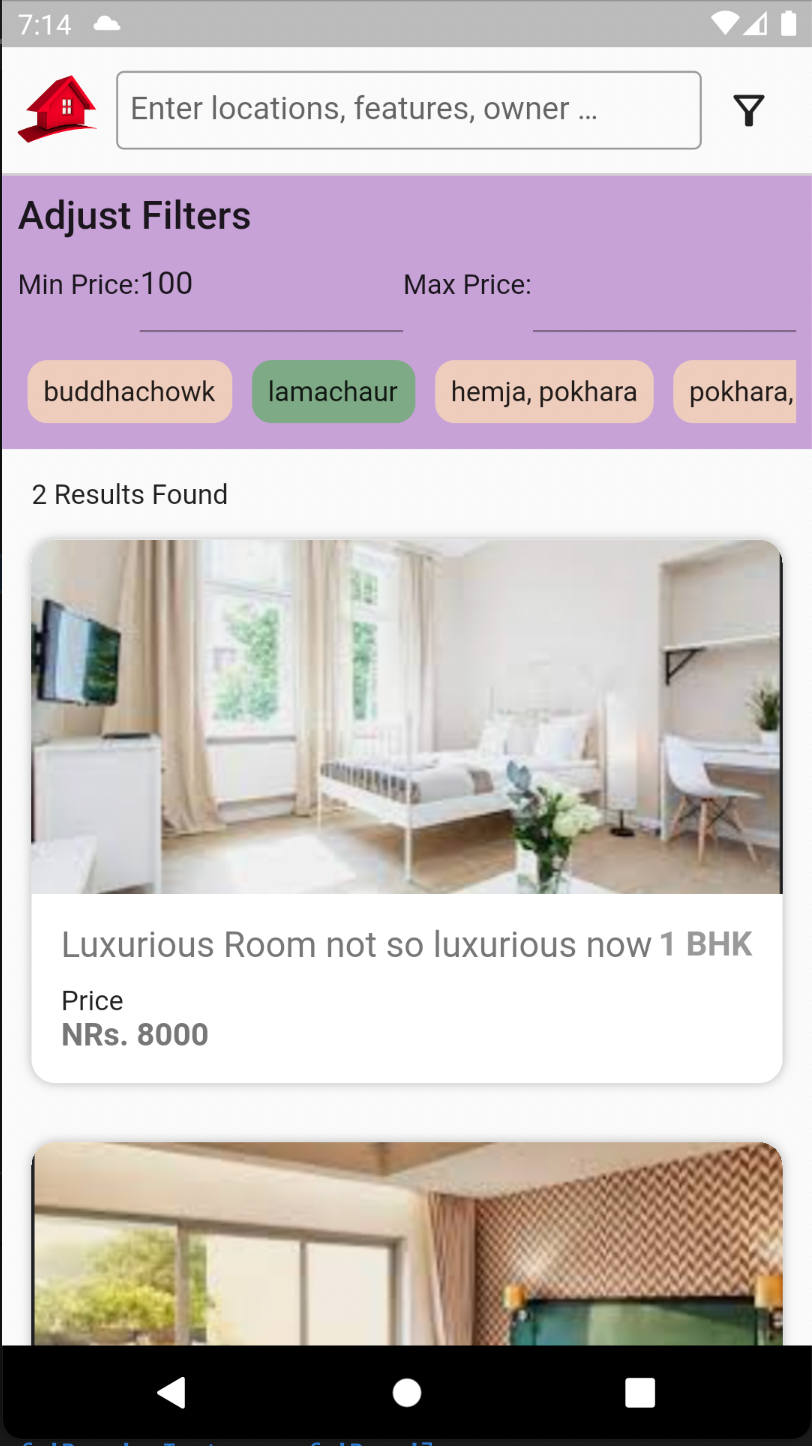 7:14
Enter locations, features, owner ...
Adjust Filters
Min Price:100 Max Price:
buddhachowk lamachaur hemja, pokhara pokhara,
2 Results Found
Luxurious Room not so luxurious now 1 BHK
Price
NRs. 8000